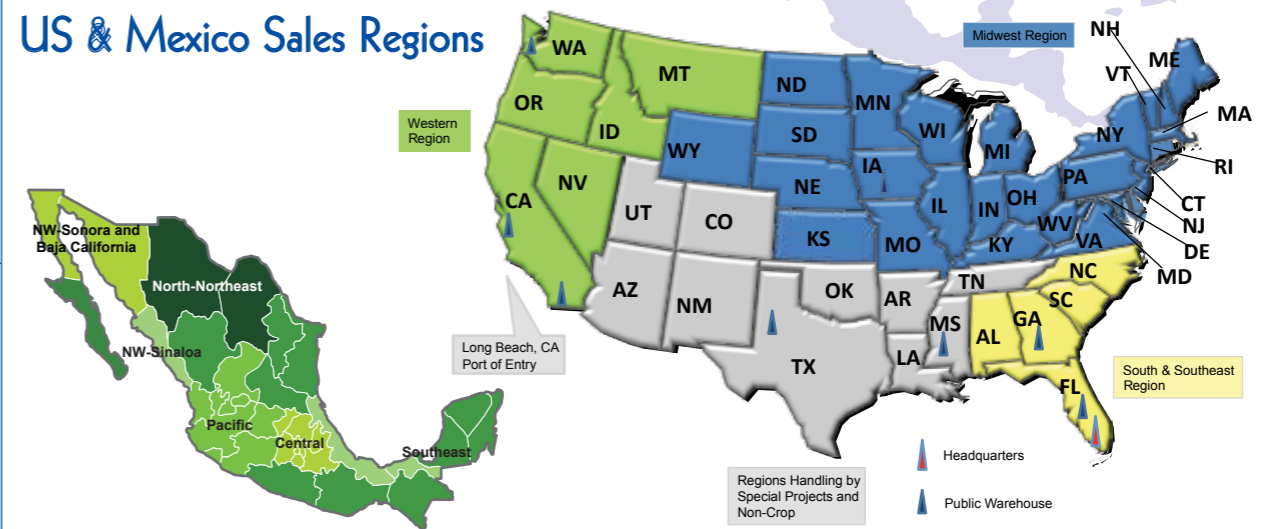 US & Mexico Sales Regions
Midwest Region
NH
VT
ME
MA
WA
MT
ND
MN
OR
ID
SD
WI
MI
NY
RI
Western
Region
WY
IA
NE
PA
CT
NJ
CA
NV
UT
CO
KS
MO
IL
IN
OH
WV
VA
DE
MD
KY
AZ
NM
OK
AR
TN
NC
SC
TX
LA
MS
AL
GA
FL
NW-Sonora and
Baja California
North-Northeast
NW-Sinaloa
Pacific
Central
Southeast
Long Beach, CA
Port of Entry
South & Southeast
Region
Headquarters
Public Warehouse
Regions Handling by
Special Projects and
Non-Crop